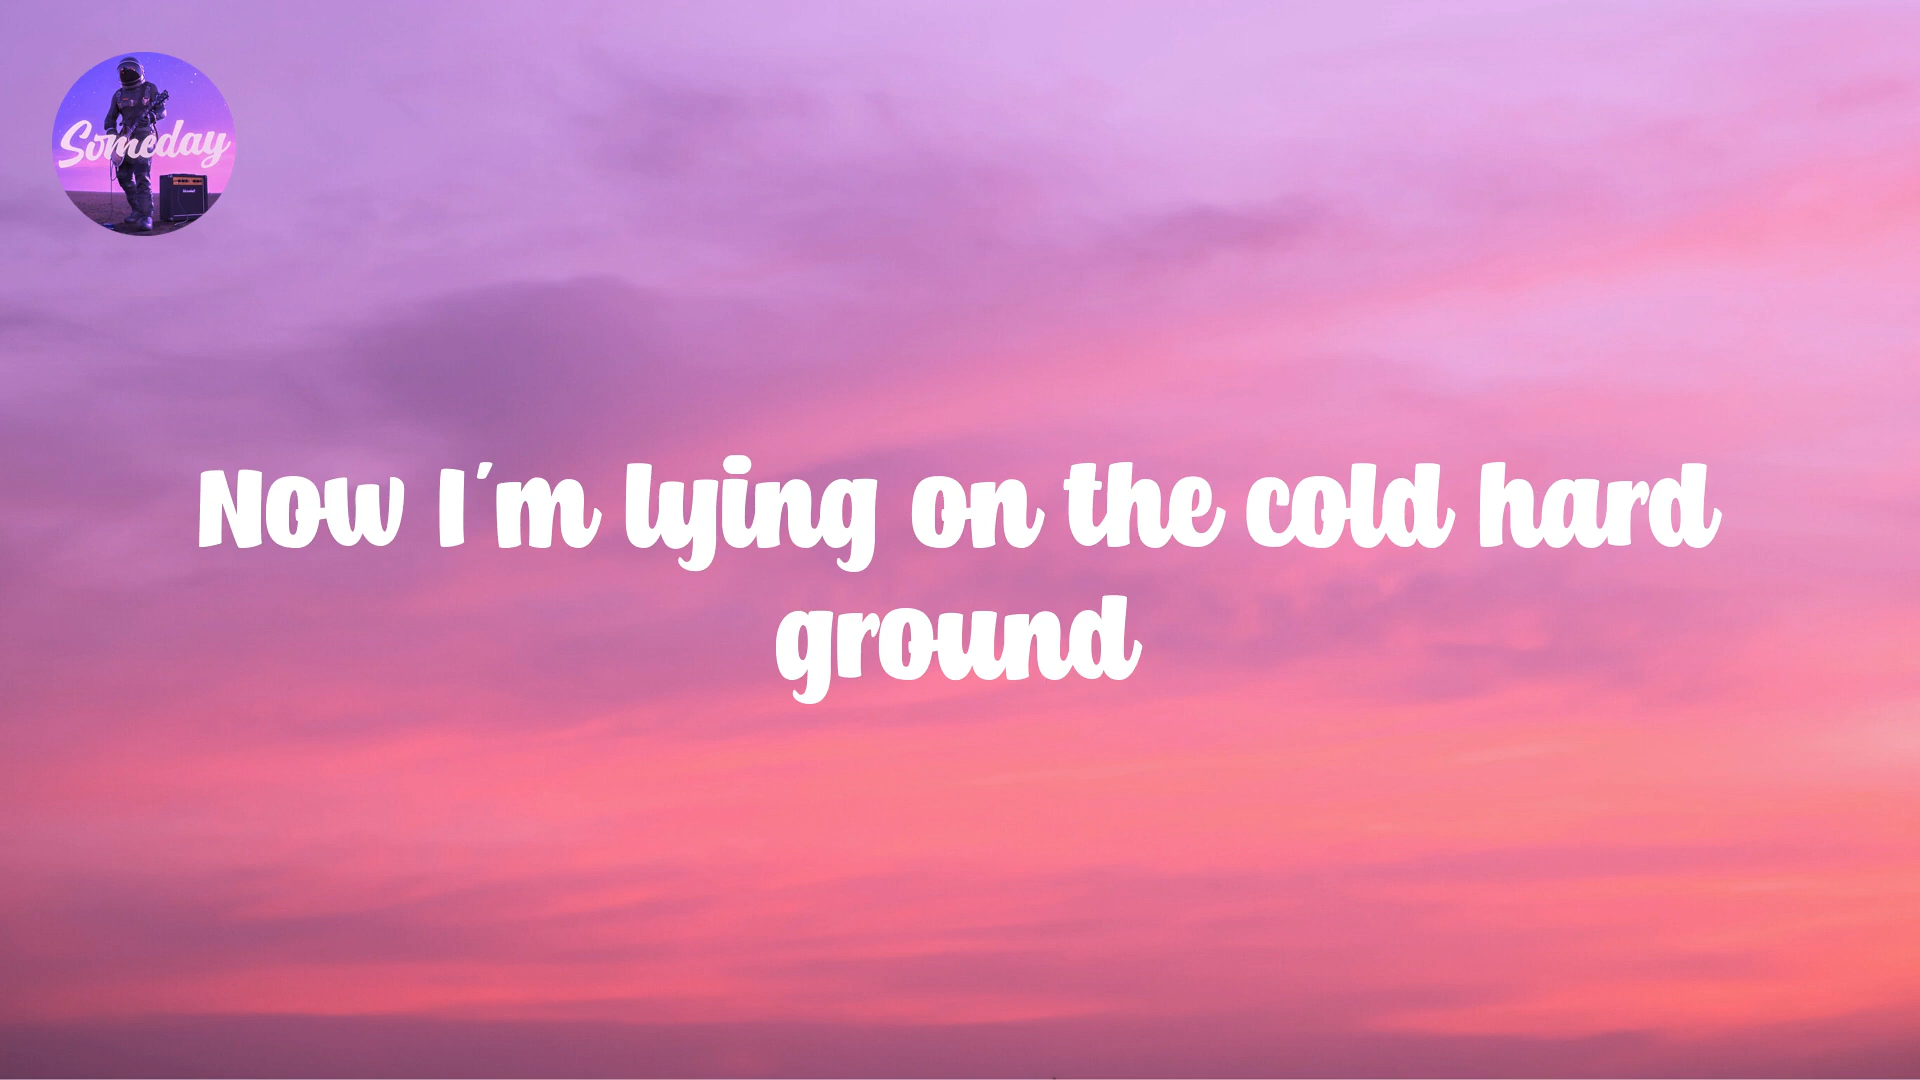 Someday
Now I'm lying on the cold hard
ground